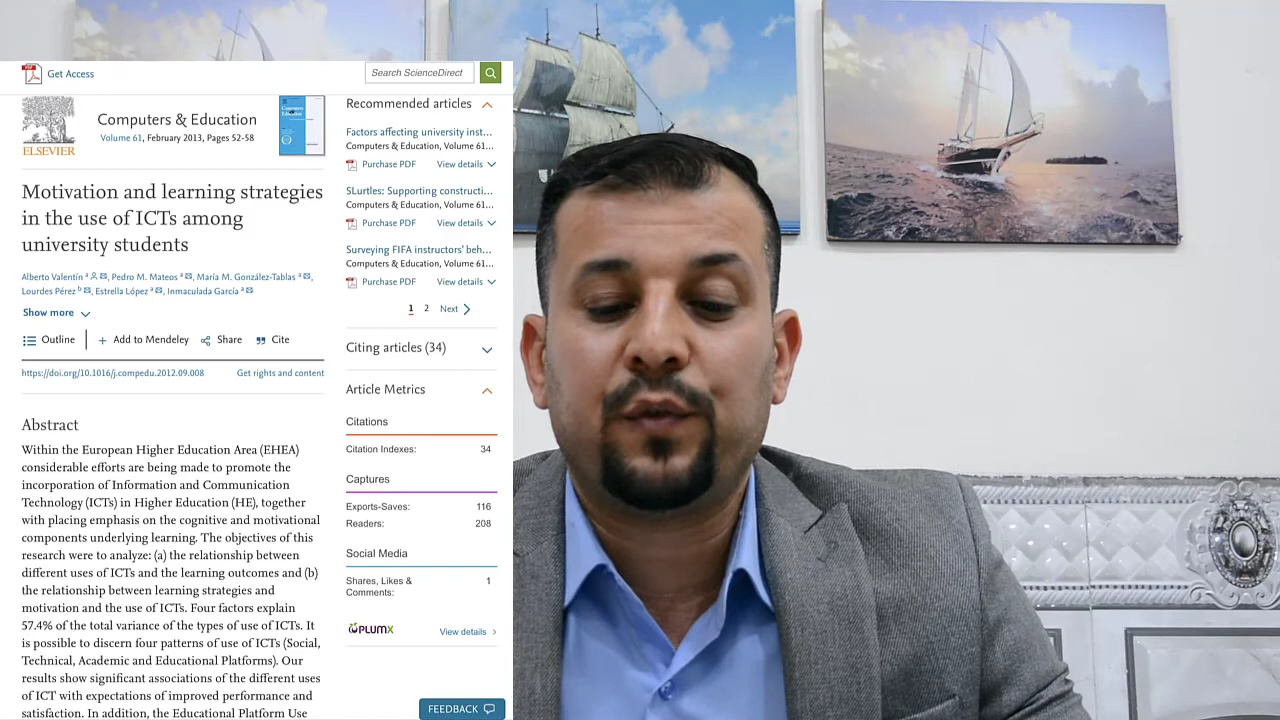 Get Access
Search ScienceDirect
ELSEVIER
Computers & Education
Volume 61, February 2013, Pages 52-58
Motivation and learning strategies
in the use of ICTs among
university students
Alberto Valentín a, Pedro M. Mateos a, María M. González-Tablas a,
Lourdes Pérez b, Estrella López a, Inmaculada García a
Show more
Outline
Add to Mendeley
Share
Cite
https://doi.org/10.1016/j.compedu.2012.09.008
Get rights and content
Abstract
Within the European Higher Education Area (EHEA)
considerable efforts are being made to promote the
incorporation of Information and Communication
Technology (ICTs) in Higher Education (HE), together
with placing emphasis on the cognitive and motivational
components underlying learning. The objectives of this
research were to analyze: (a) the relationship between
different uses of ICTs and the learning outcomes and (b)
the relationship between learning strategies and
motivation and the use of ICTs. Four factors explain
57.4% of the total variance of the types of use of ICTs. It
is possible to discern four patterns of use of ICTs (Social,
Technical, Academic and Educational Platforms). Our
results show significant associations of the different uses
of ICT with expectations of improved performance and
satisfaction. In addition, the Educational Platform Use
Recommended articles
Factors affecting university inst...
Computers & Education, Volume 61...
Purchase PDF View details
SLurtles: Supporting constructi...
Computers & Education, Volume 61...
Purchase PDF View details
Surveying FIFA instructors' beh...
Computers & Education, Volume 61...
Purchase PDF View details
1 2 Next
Citing articles (34)
Article Metrics
Citations
Citation Indexes: 34
Captures
Exports-Saves: 116
Readers: 208
Social Media
Shares, Likes & 1
Comments:
PLUMX
View details
FEEDBACK